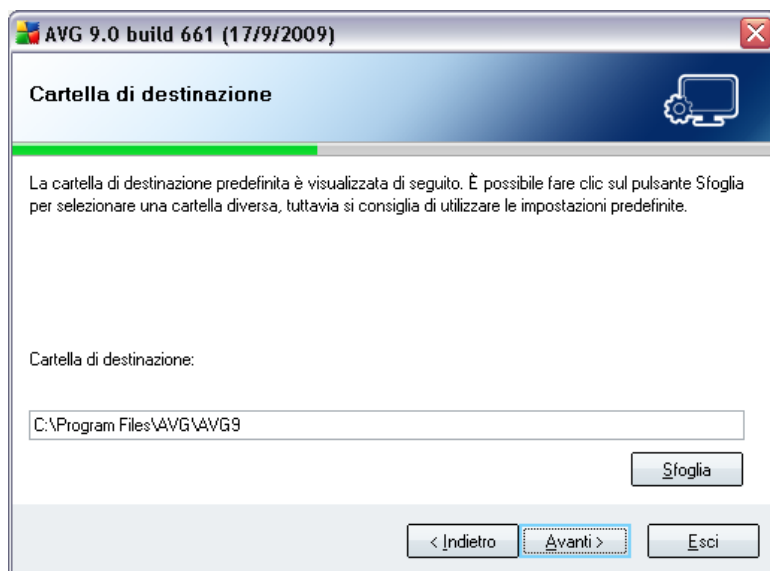 AVG 9.0 build 661 (17/9/2009)
Cartella di destinazione
La cartella di destinazione predefinita è visualizzata di seguito. È possibile fare clic sul pulsante Sfoglia
per selezionare una cartella diversa, tuttavia si consiglia di utilizzare le impostazioni predefinite.
Cartella di destinazione:
C:\Program Files\AVG\AVG9
Sfoglia
< Indietro
Avanti >
Esci